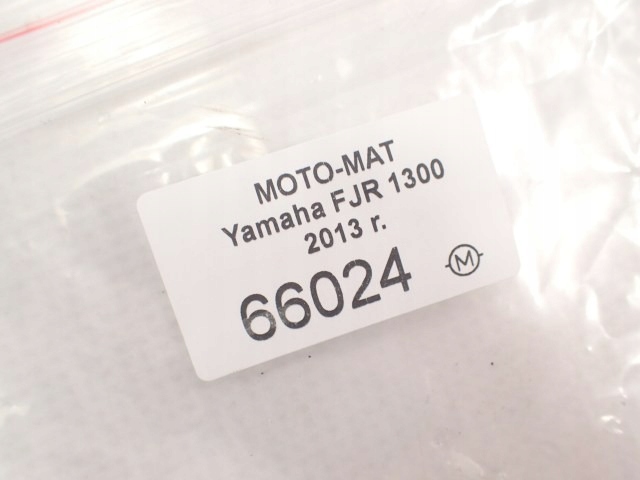 MOTO-MAT
Yamaha FJR 1300
2013 r.
66024
M